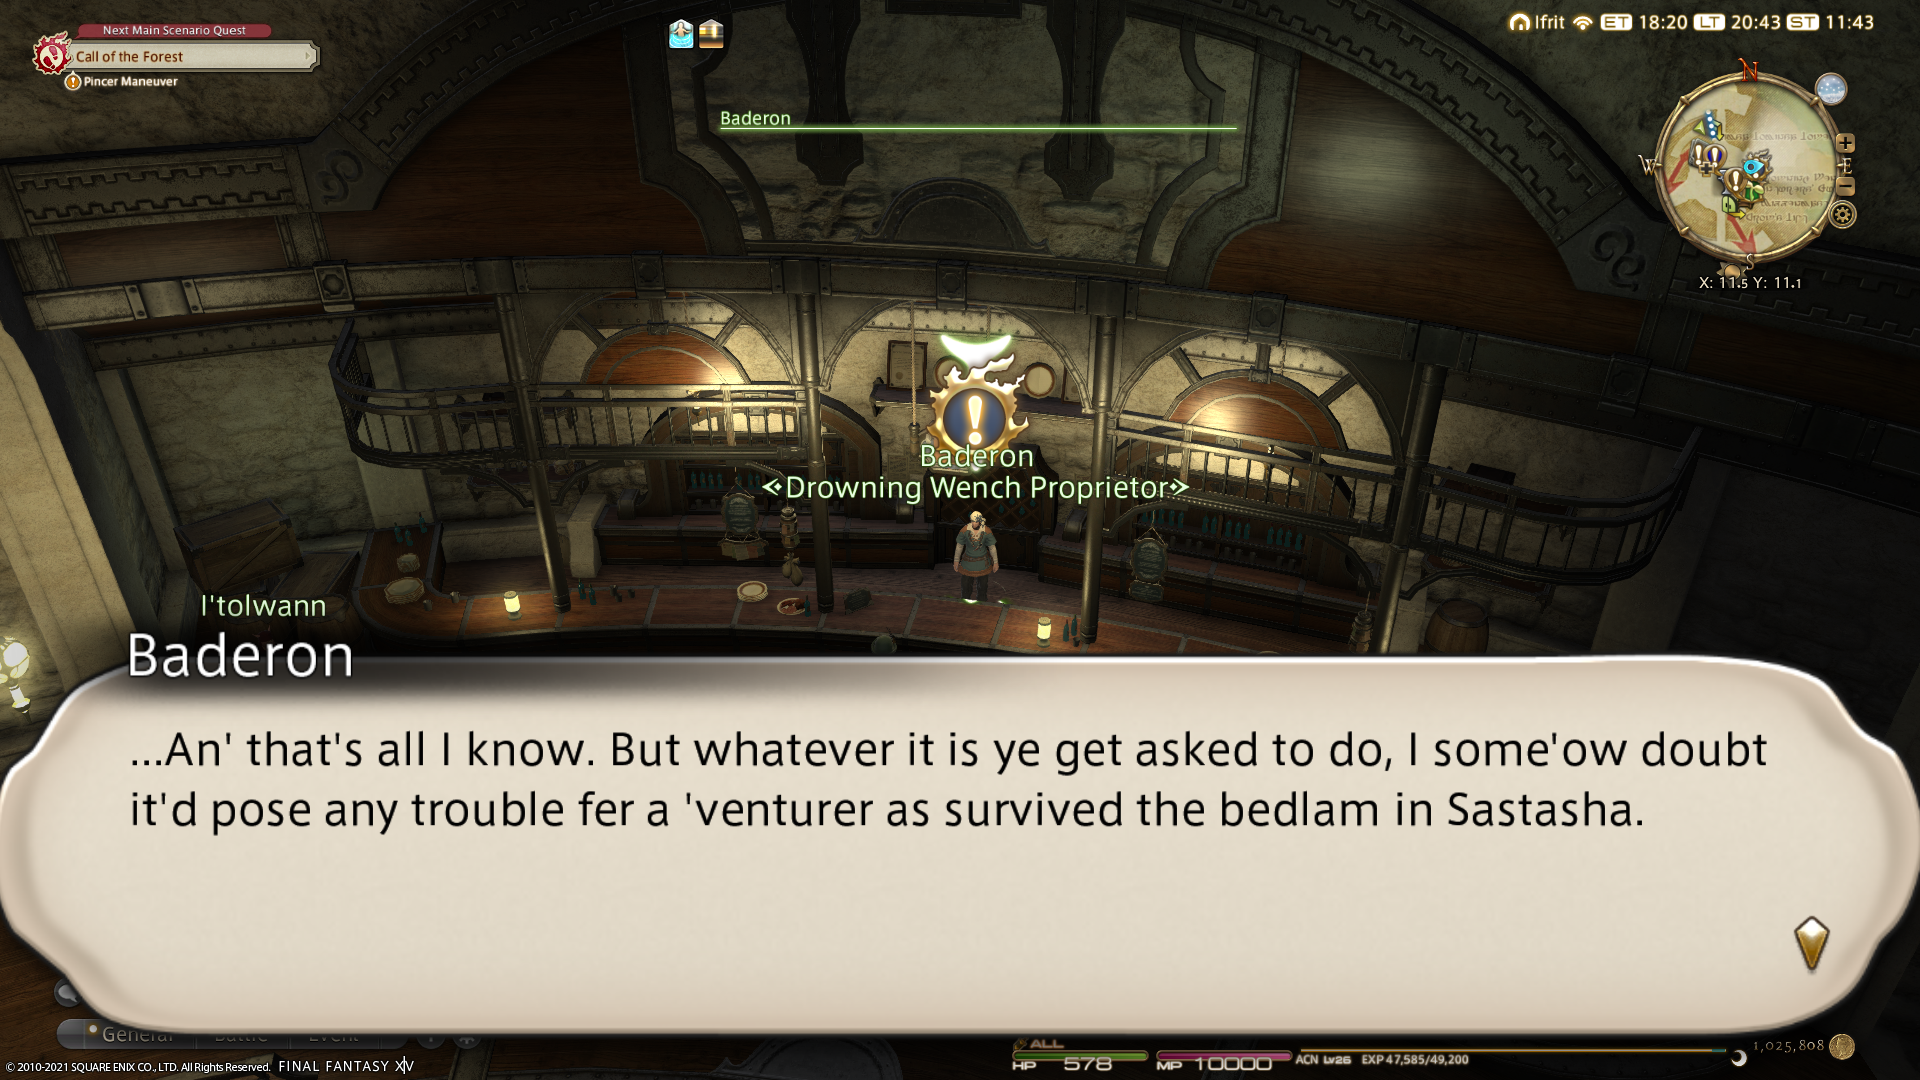 Next Main Scenario Quest
Call of the Forest
Pincer Maneuver
Ifrit ET 18:20 LT 20:43 ST 11:43
Baderon
N
W
E
S
X: 11.5 Y: 11.1
Baderon
Drowning Wench Proprietor
I'tolwann
Baderon
...An' that's all I know. But whatever it is ye get asked to do, I some'ow doubt
it'd pose any trouble fer a 'venturer as survived the bedlam in Sastasha.
General Battle Event
ALL
HP 578 MP 10000 ACN Lv26 EXP 47,585/49,200
1,025,808
© 2010-2021 SQUARE ENIX CO., LTD. All Rights Reserved. FINAL FANTASY XIV